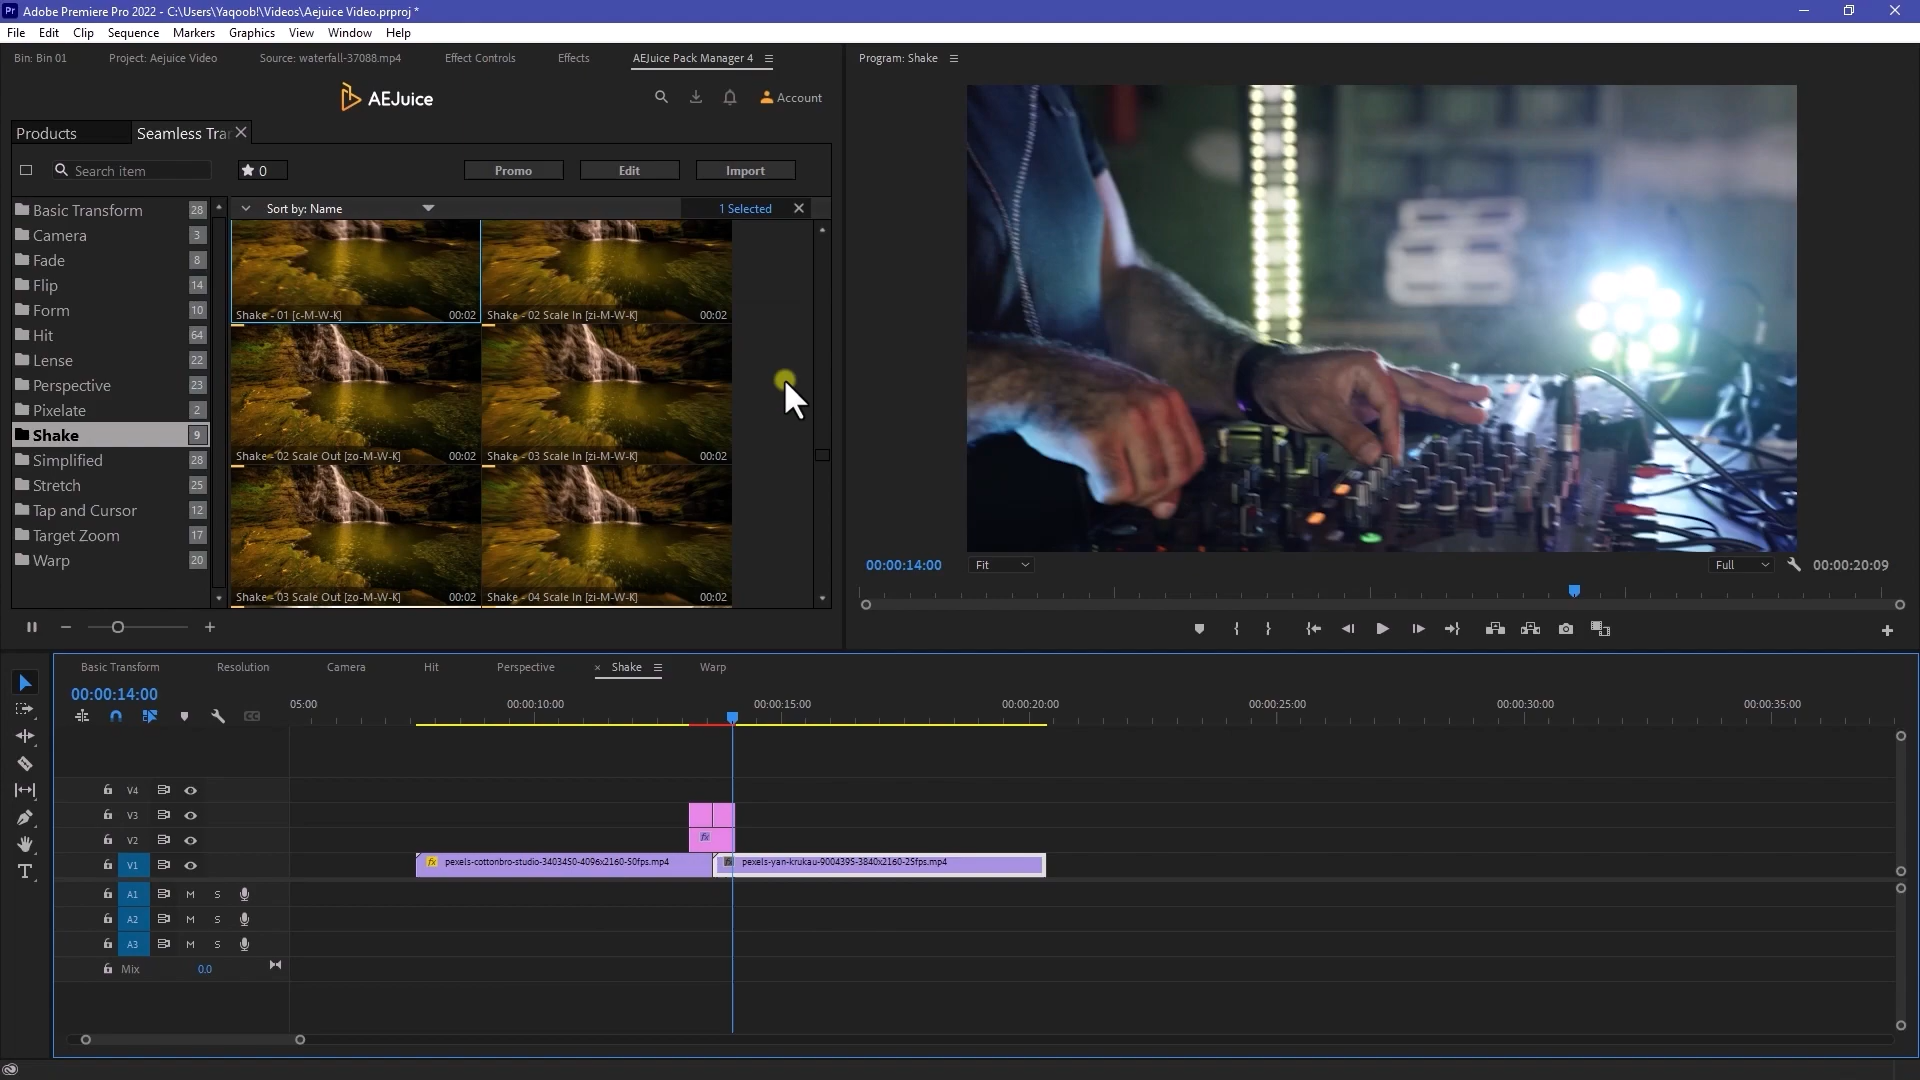 Adobe Premiere Pro 2022 - C:\Users\Yaqoob!\Videos\Aejuice Video.prproj *
File Edit Clip Sequence Markers Graphics View Window Help
Bin: Bin 01 Project: Aejuice Video Source: waterfall-37088.mp4 Effect Controls Effects AEJuice Pack Manager 4
Program: Shake
AEJuice
Account
Products Seamless Tra
Search item 0 Promo Edit Import
Sort by: Name 1 Selected
Basic Transform 28
Camera 3
Fade 8
Flip 14
Form 10
Hit 64
Lense 22
Perspective 23
Pixelate 2
Shake 9
Simplified 28
Stretch 25
Tap and Cursor 12
Target Zoom 17
Warp 20
Shake - 01 [c-M-W-K] 00:02 Shake - 02 Scale In [zi-M-W-K] 00:02
Shake - 02 Scale Out [zo-M-W-K] 00:02 Shake - 03 Scale In [zi-M-W-K] 00:02
Shake - 03 Scale Out [zo-M-W-K] 00:02 Shake - 04 Scale In [zi-M-W-K] 00:02
00:00:14:00 Fit Full 00:00:20:09
Basic Transform Resolution Camera Hit Perspective × Shake Warp
00:00:14:00
05:00 00:00:10:00 00:00:15:00 00:00:20:00 00:00:25:00 00:00:30:00 00:00:35:00
V4
V3
V2 fx
V1 fx pexels-cottonbro-studio-3403450-4096x2160-50fps.mp4 fx pexels-yan-krukau-9004395-3840x2160-25fps.mp4
A1 M S
A2 M S
A3 M S
Mix 0.0